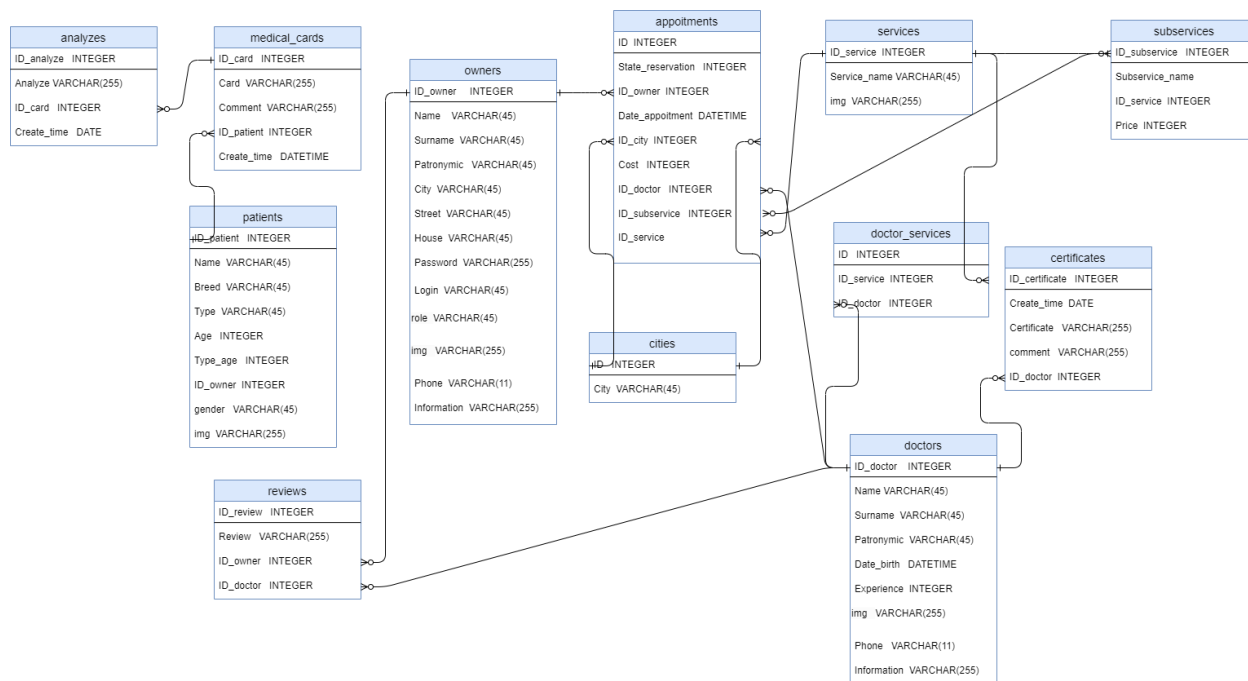 analyzes
ID_analyze INTEGER
Analyze VARCHAR(255)
ID_card INTEGER
Create_time DATE
medical_cards
ID_card INTEGER
Card VARCHAR(255)
Comment VARCHAR(255)
ID_patient INTEGER
Create_time DATETIME
patients
ID_patient INTEGER
Name VARCHAR(45)
Breed VARCHAR(45)
Type VARCHAR(45)
Age INTEGER
Type_age INTEGER
ID_owner INTEGER
gender VARCHAR(45)
img VARCHAR(255)
reviews
ID_review INTEGER
Review VARCHAR(255)
ID_owner INTEGER
ID_doctor INTEGER
owners
ID_owner INTEGER
Name VARCHAR(45)
Surname VARCHAR(45)
Patronymic VARCHAR(45)
City VARCHAR(45)
Street VARCHAR(45)
House VARCHAR(45)
Password VARCHAR(255)
Login VARCHAR(45)
role VARCHAR(45)
img VARCHAR(255)
Phone VARCHAR(11)
Information VARCHAR(255)
appoitments
ID INTEGER
State_reservation INTEGER
ID_owner INTEGER
Date_appoitment DATETIME
ID_city INTEGER
Cost INTEGER
ID_doctor INTEGER
ID_subservice INTEGER
ID_service
cities
ID INTEGER
City VARCHAR(45)
services
ID_service INTEGER
Service_name VARCHAR(45)
img VARCHAR(255)
subservices
ID_subservice INTEGER
Subservice_name
ID_service INTEGER
Price INTEGER
doctor_services
ID INTEGER
ID_service INTEGER
ID_doctor INTEGER
certificates
ID_certificate INTEGER
Create_time DATE
Certificate VARCHAR(255)
comment VARCHAR(255)
ID_doctor INTEGER
doctors
ID_doctor INTEGER
Name VARCHAR(45)
Surname VARCHAR(45)
Patronymic VARCHAR(45)
Date_birth DATETIME
Experience INTEGER
img VARCHAR(255)
Phone VARCHAR(11)
Information VARCHAR(255)